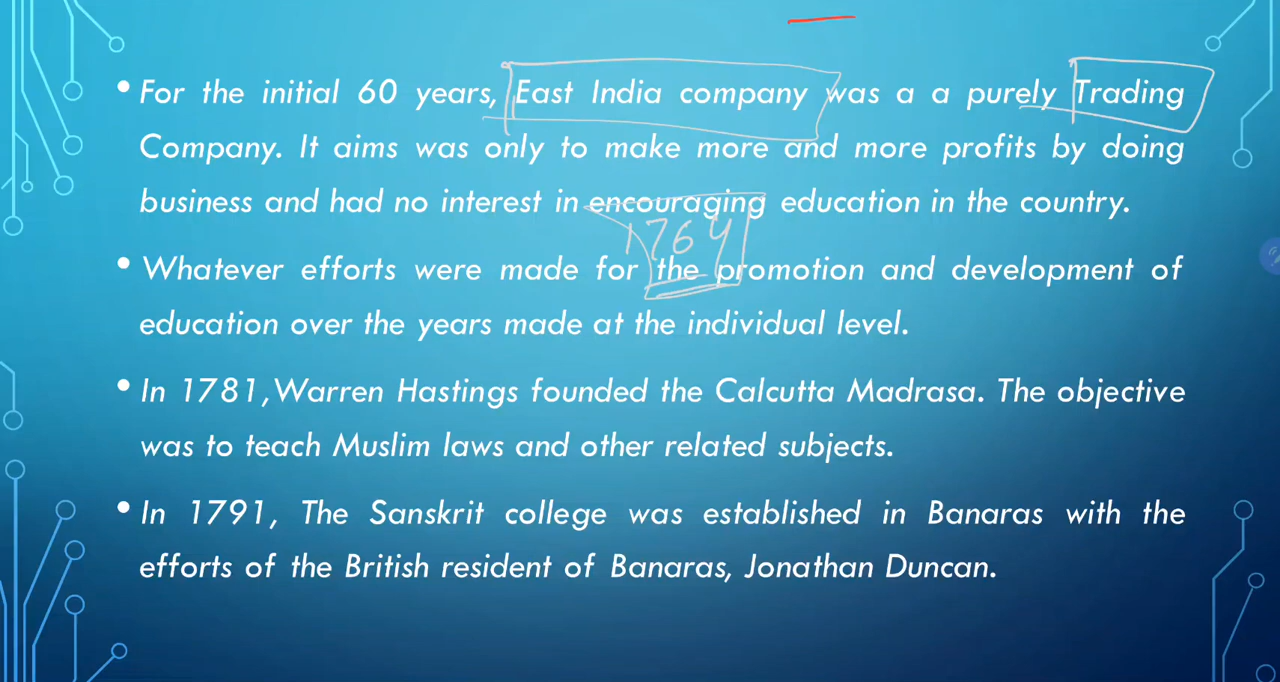 • For the initial 60 years, East India company was a a purely Trading
Company. It aims was only to make more and more profits by doing
business and had no interest in encouraging education in the country.
1764
• Whatever efforts were made for the promotion and development of
education over the years made at the individual level.
• In 1781,Warren Hastings founded the Calcutta Madrasa. The objective
was to teach Muslim laws and other related subjects.
• In 1791, The Sanskrit college was established in Banaras with the
efforts of the British resident of Banaras, Jonathan Duncan.